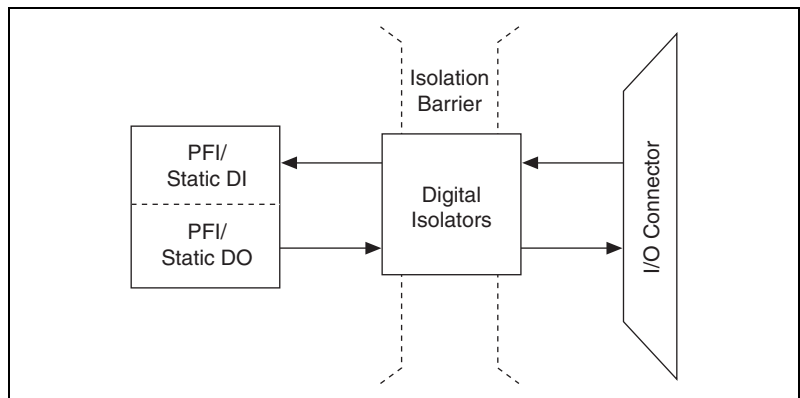 Isolation
Barrier
PFI/
Static DI
PFI/
Static DO
Digital
Isolators
I/O Connector